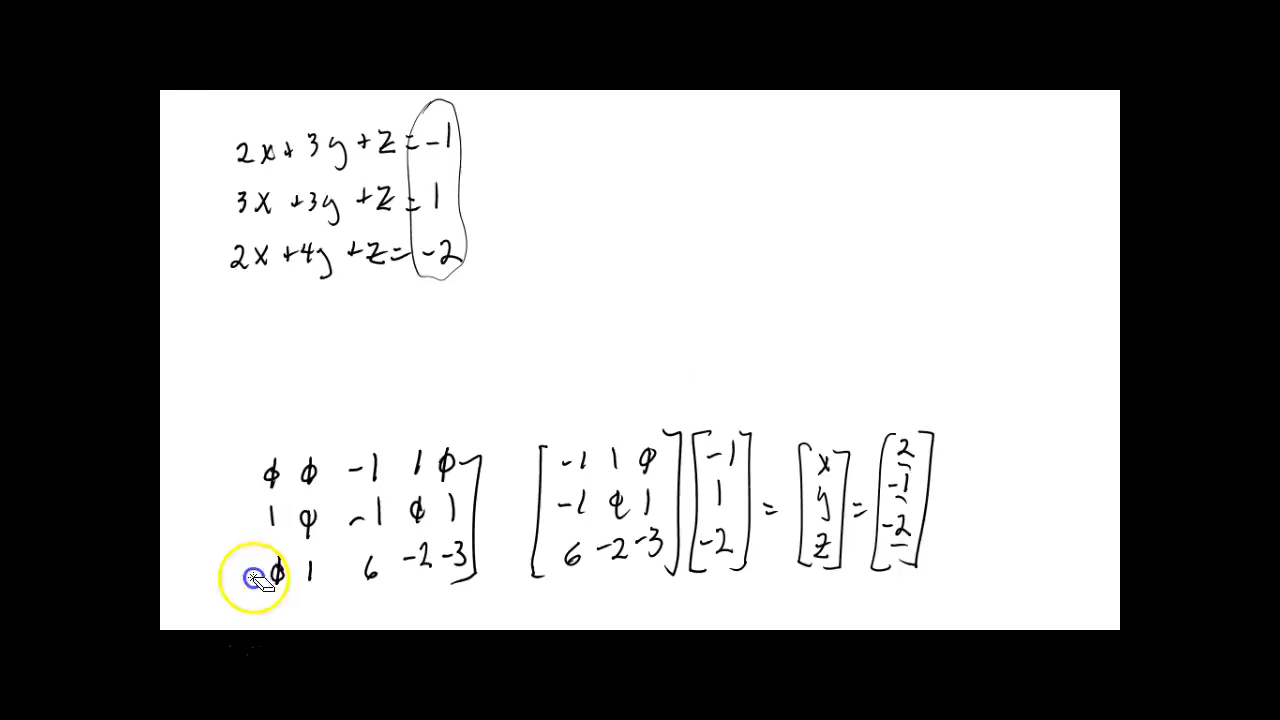 2x + 3y + z = -1
3x + 3y + z = 1
2x + 4y + z = -2
ϕ ϕ -1 1 ϕ ] [ -1 1 ϕ ] [ -1 ] [ x ] [ 2 ]
1 ϕ -1 ϕ 1 ] [ -1 ϕ 1 ] [ 1 ] = [ y ] = [ -1 ]
ϕ 1 6 -2 -3 ] [ 6 -2 -3 ] [ -2 ] [ z ] [ -2 ]